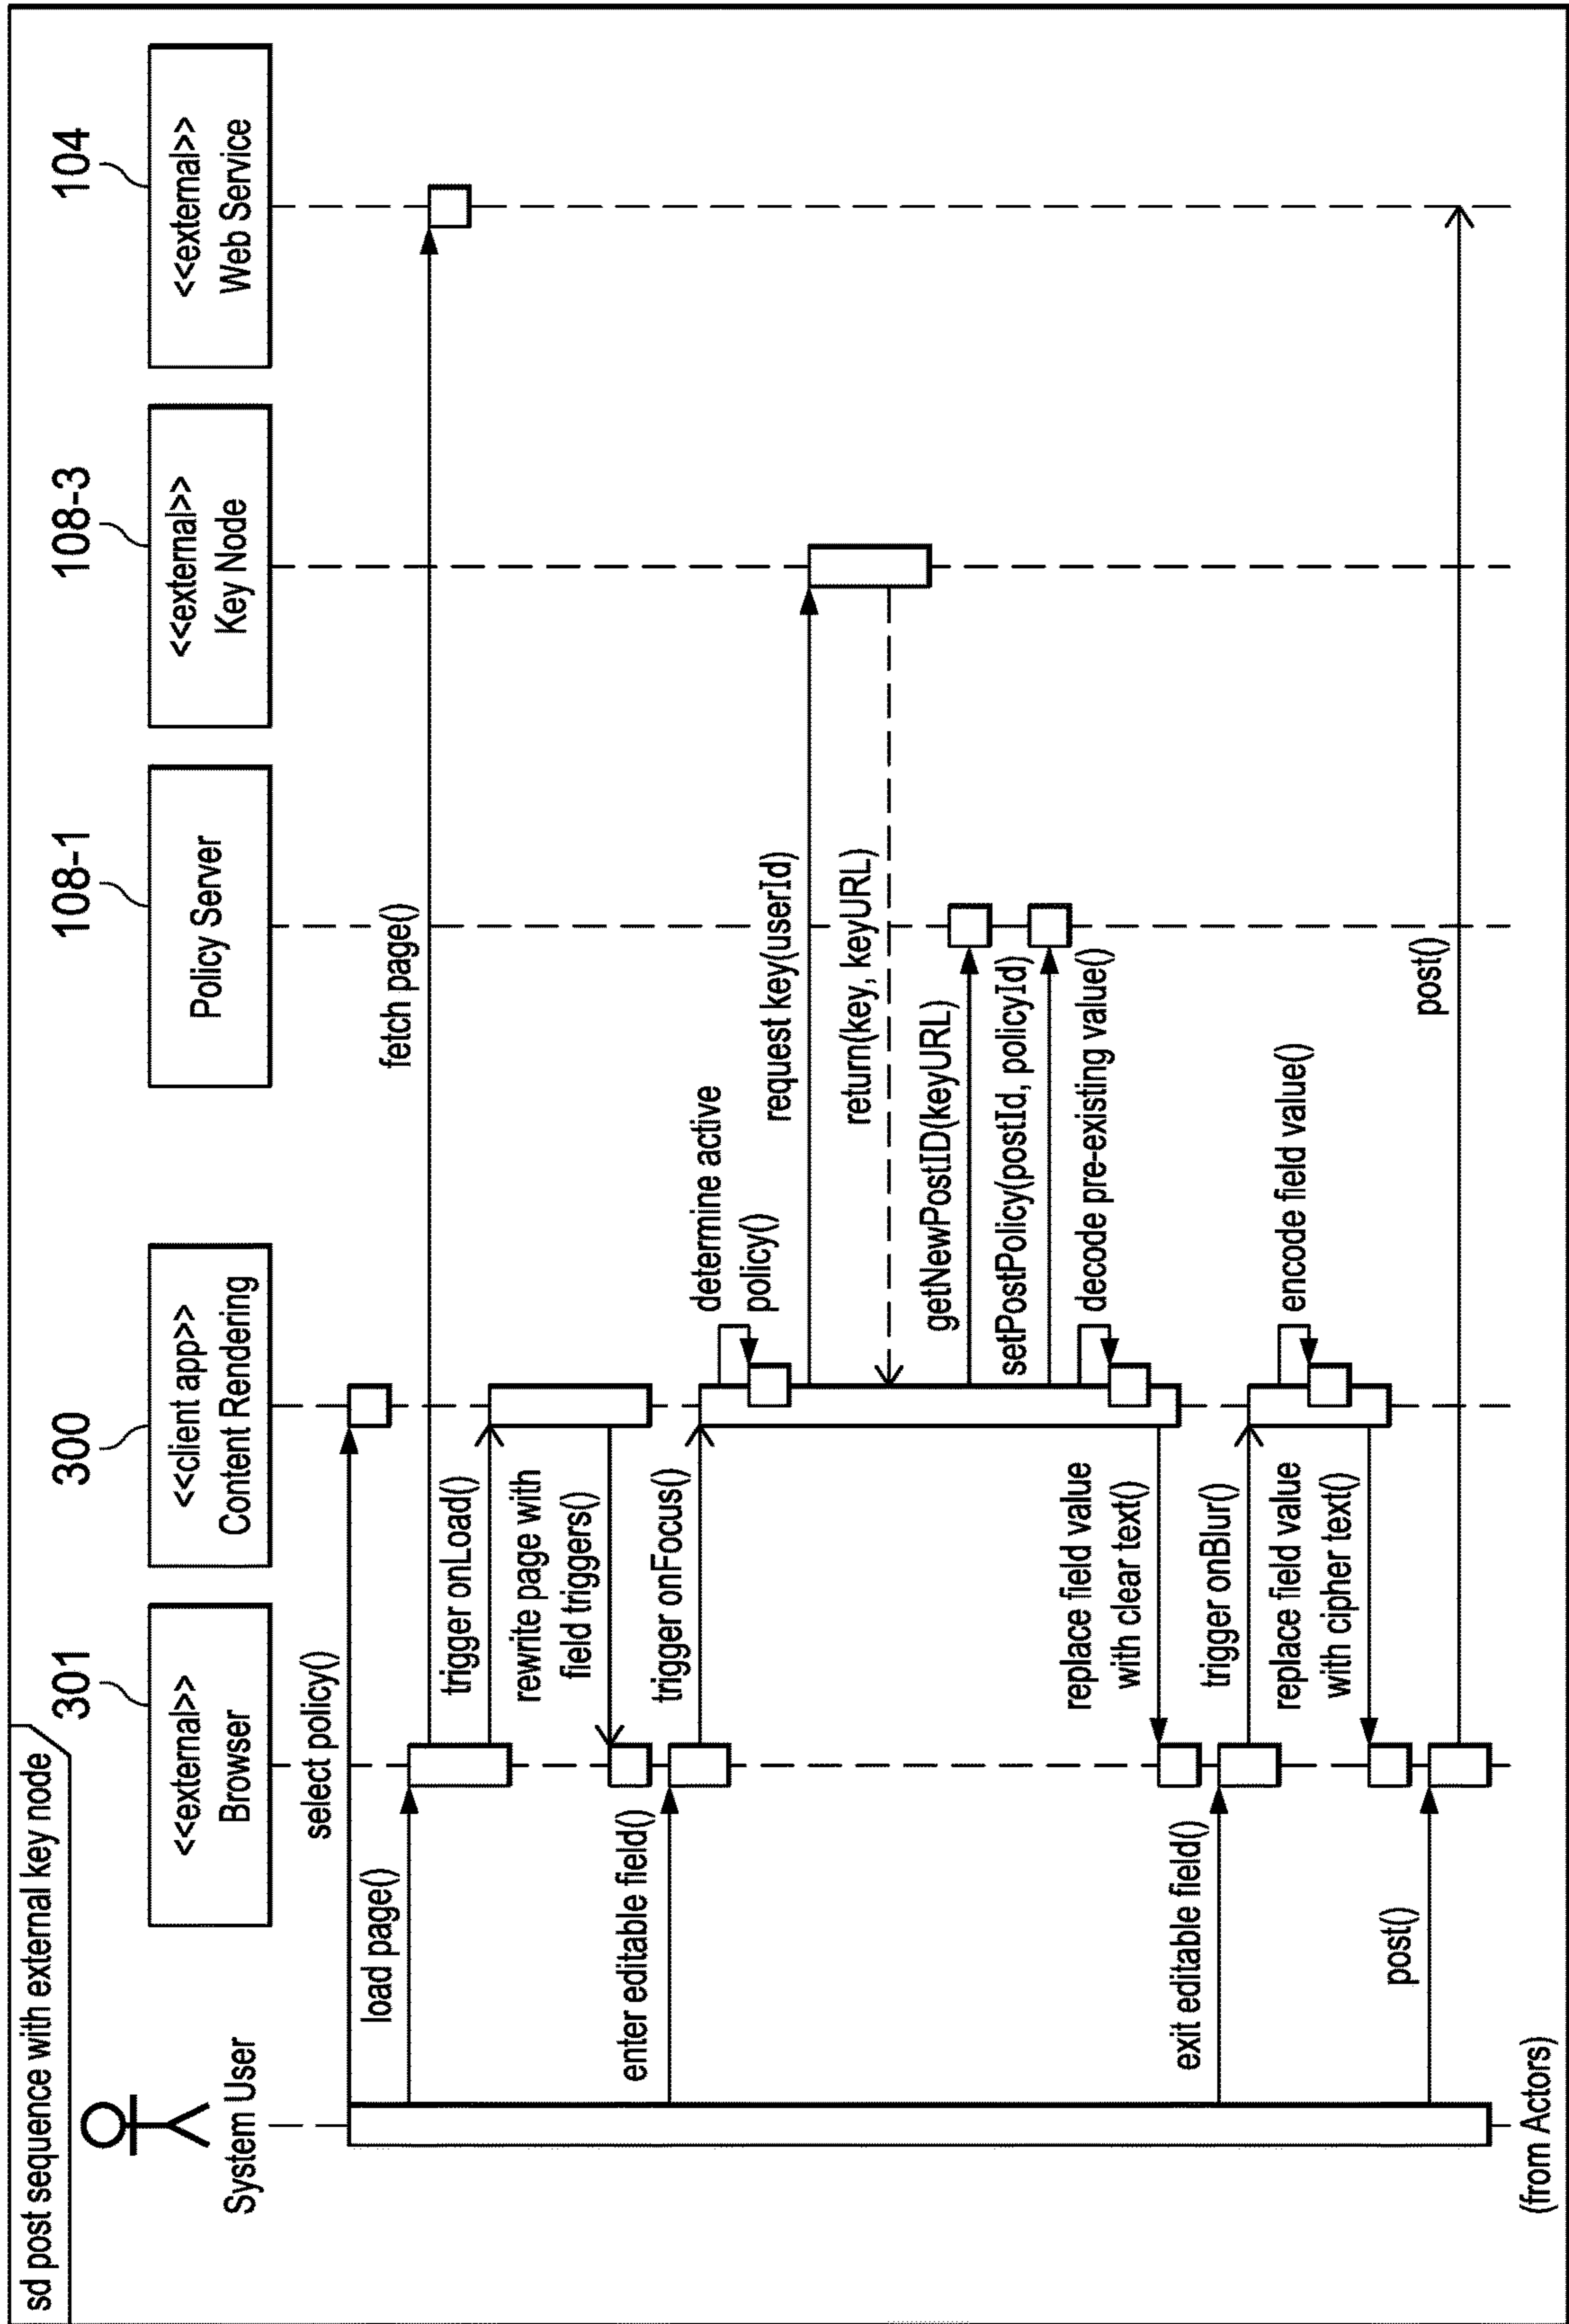 sd post sequence with external key node
System User
301
<<external>>
Browser
300
<<client app>>
Content Rendering
108-1
Policy Server
108-3
<<external>>
Key Node
104
<<external>>
Web Service
select policy()
load page()
fetch page()
trigger onLoad()
rewrite page with
field triggers()
enter editable field()
trigger onFocus()
determine active
policy()
request key(userId)
return(key, keyURL)
getNewPostID(keyURL)
setPostPolicy(postId, policyId)
decode pre-existing value()
replace field value
with clear text()
exit editable field()
trigger onBlur()
encode field value()
replace field value
with cipher text()
post()
post()
(from Actors)